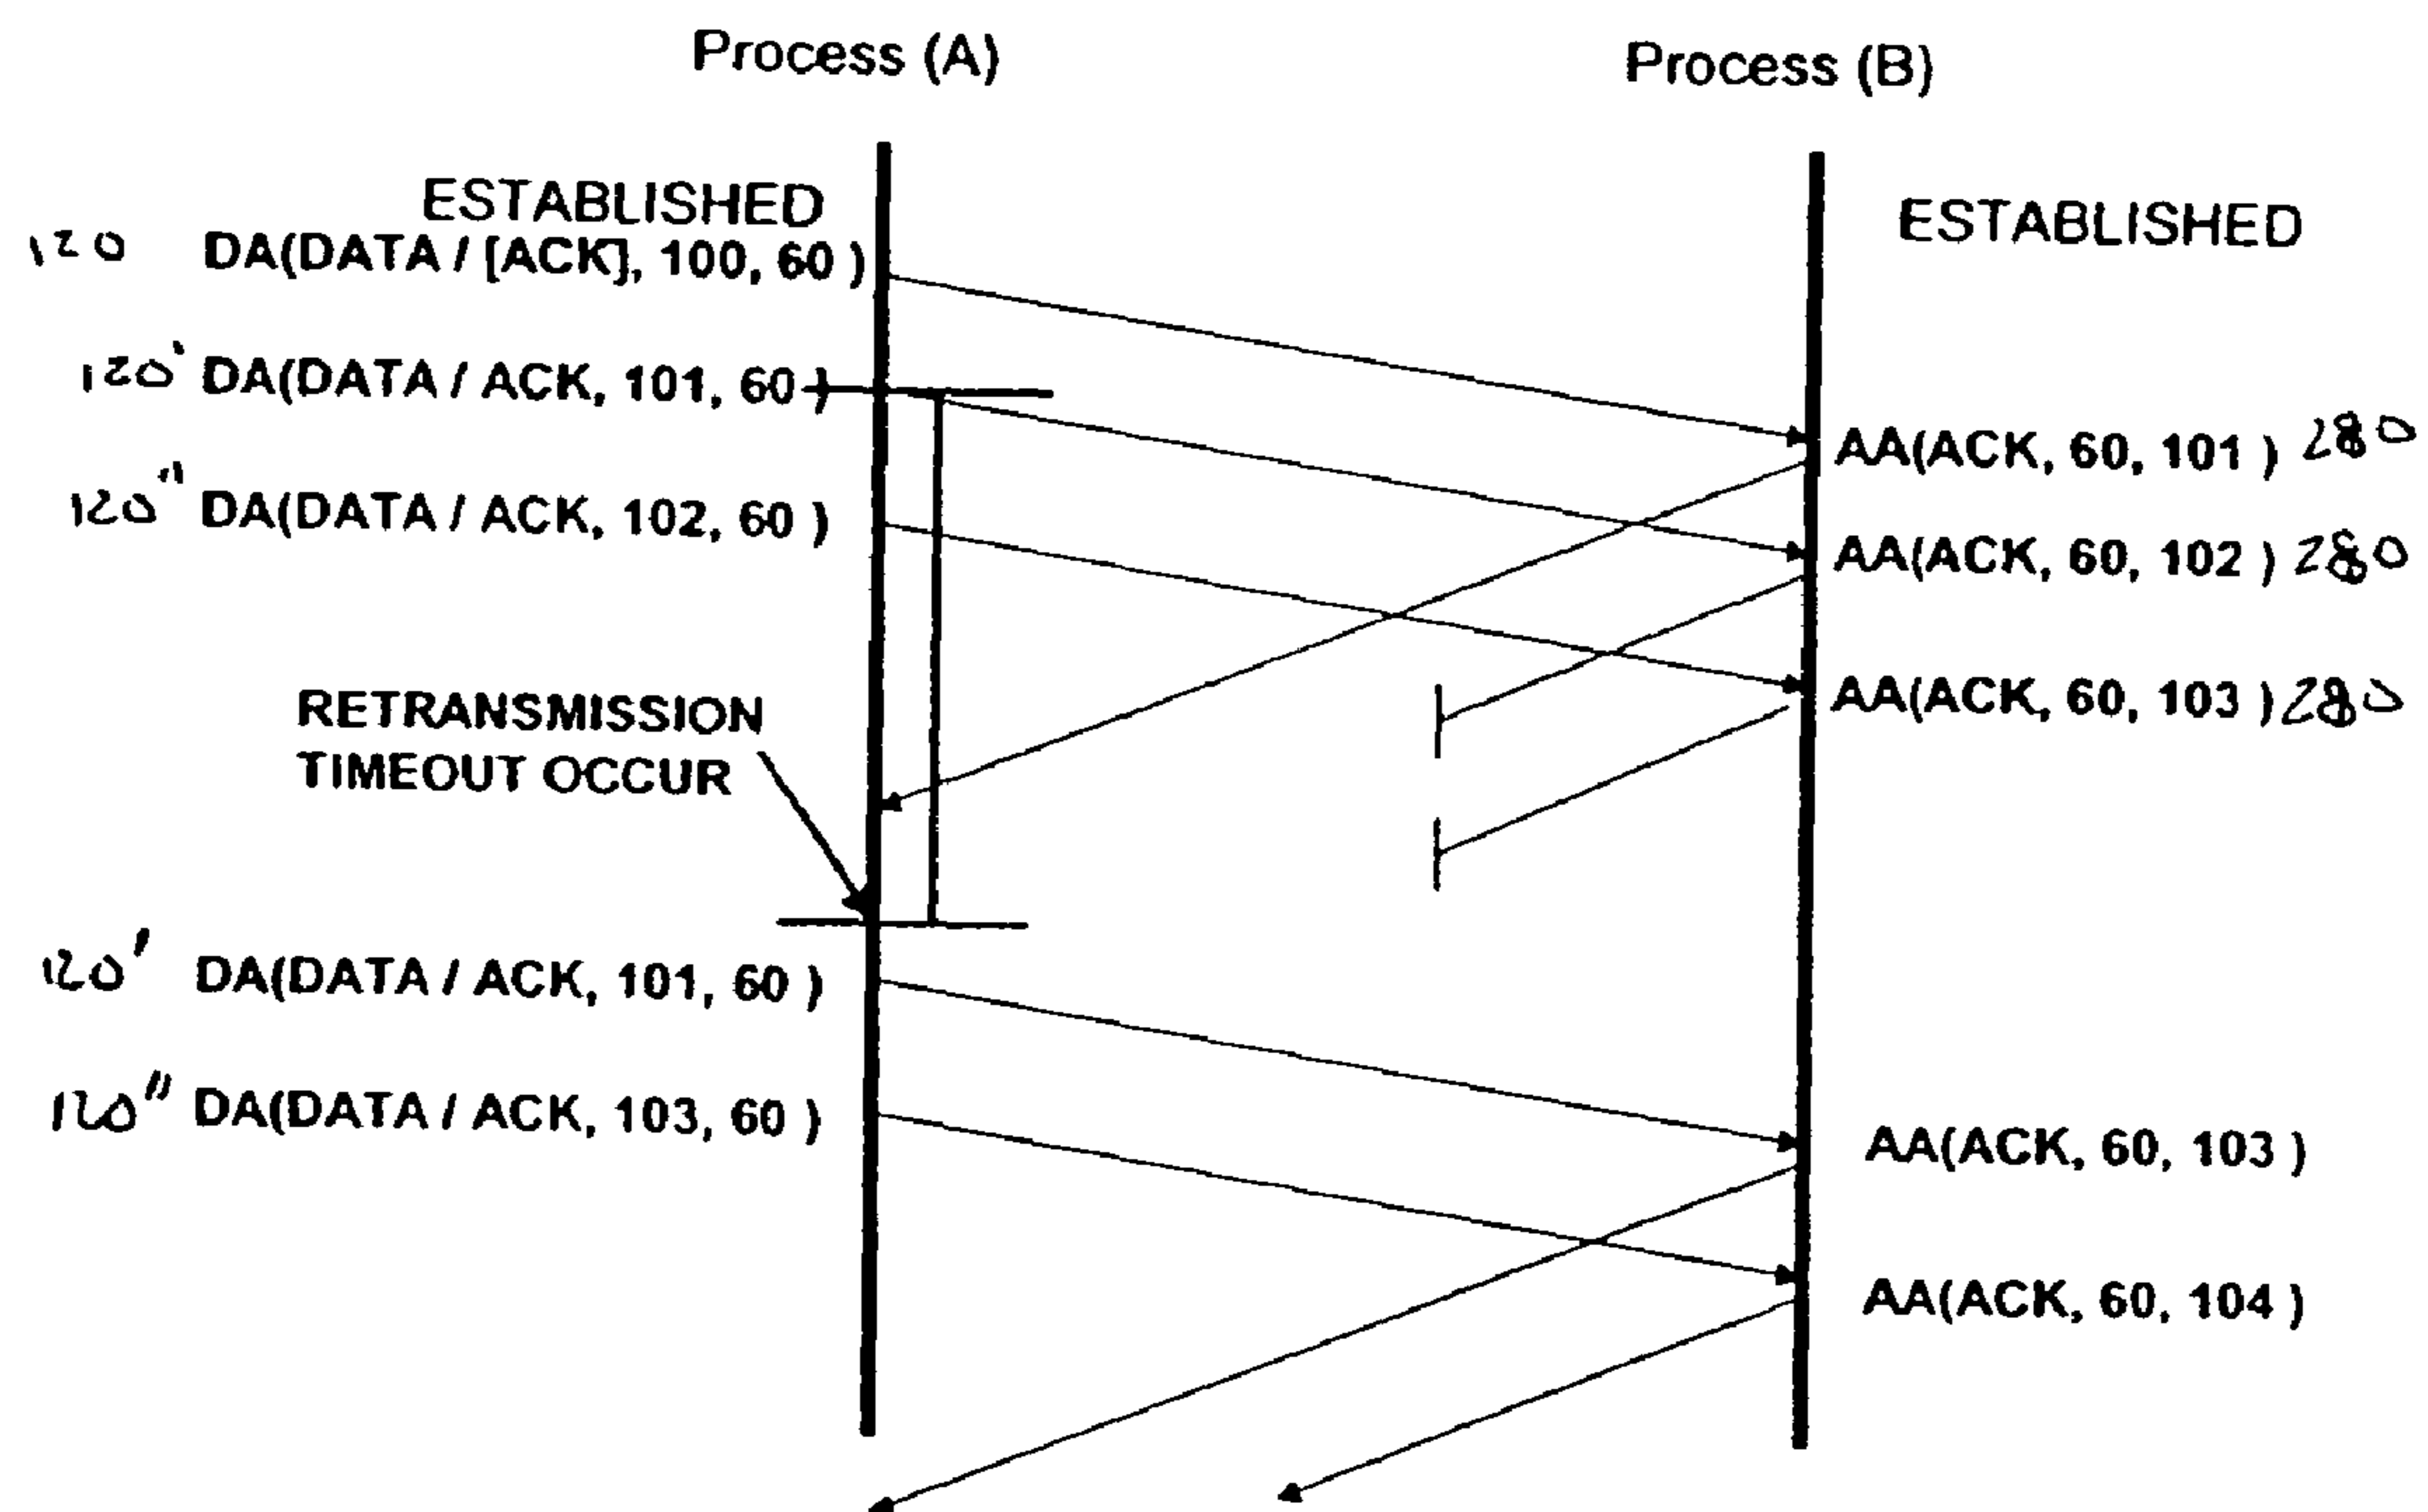 Process (A)
Process (B)
ESTABLISHED
ESTABLISHED
120 DA(DATA / [ACK], 100, 60 )
120' DA(DATA / ACK, 101, 60 )
AA(ACK, 60, 101 ) 280
120" DA(DATA / ACK, 102, 60 )
AA(ACK, 60, 102 ) 280
AA(ACK, 60, 103 ) 280
RETRANSMISSION
TIMEOUT OCCUR
120' DA(DATA / ACK, 101, 60 )
120" DA(DATA / ACK, 103, 60 )
AA(ACK, 60, 103 )
AA(ACK, 60, 104 )